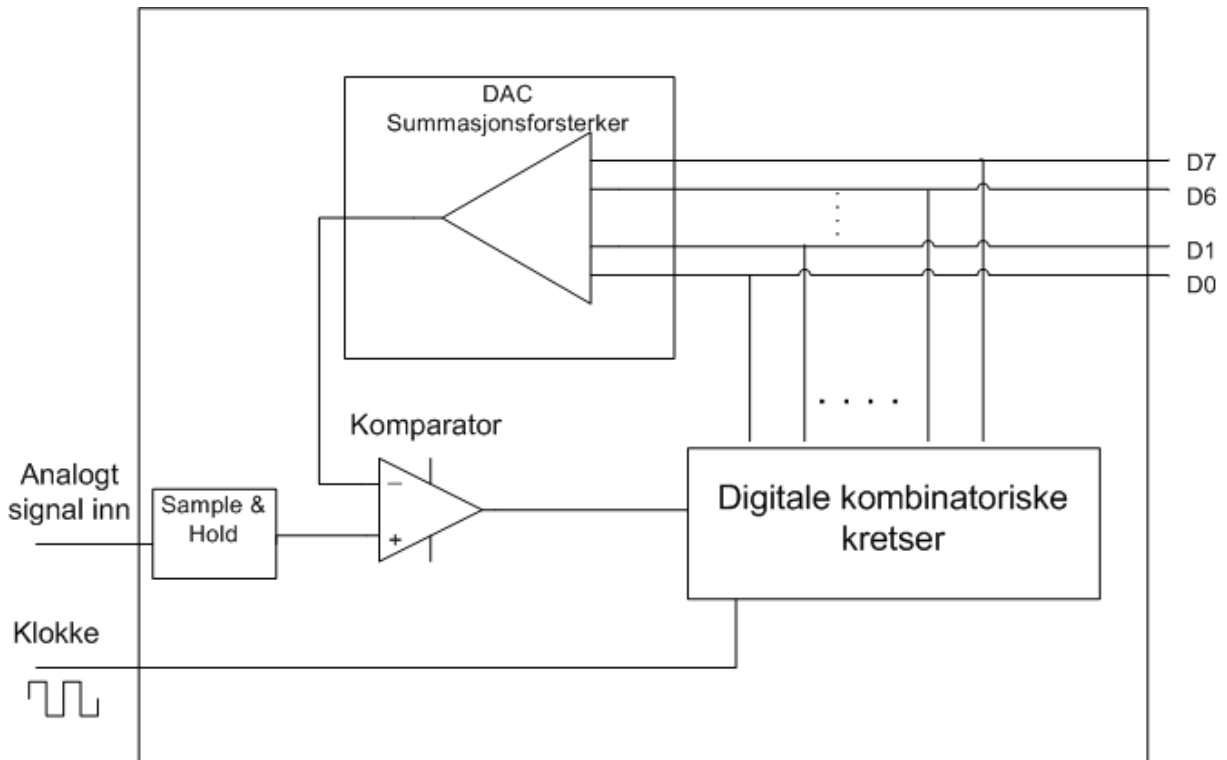 DAC
Summasjonsforsterker
D7
D6
D1
D0
Komparator
Analogt
signal inn
Sample &
Hold
−
+
Digitale kombinatoriske
kretser
Klokke